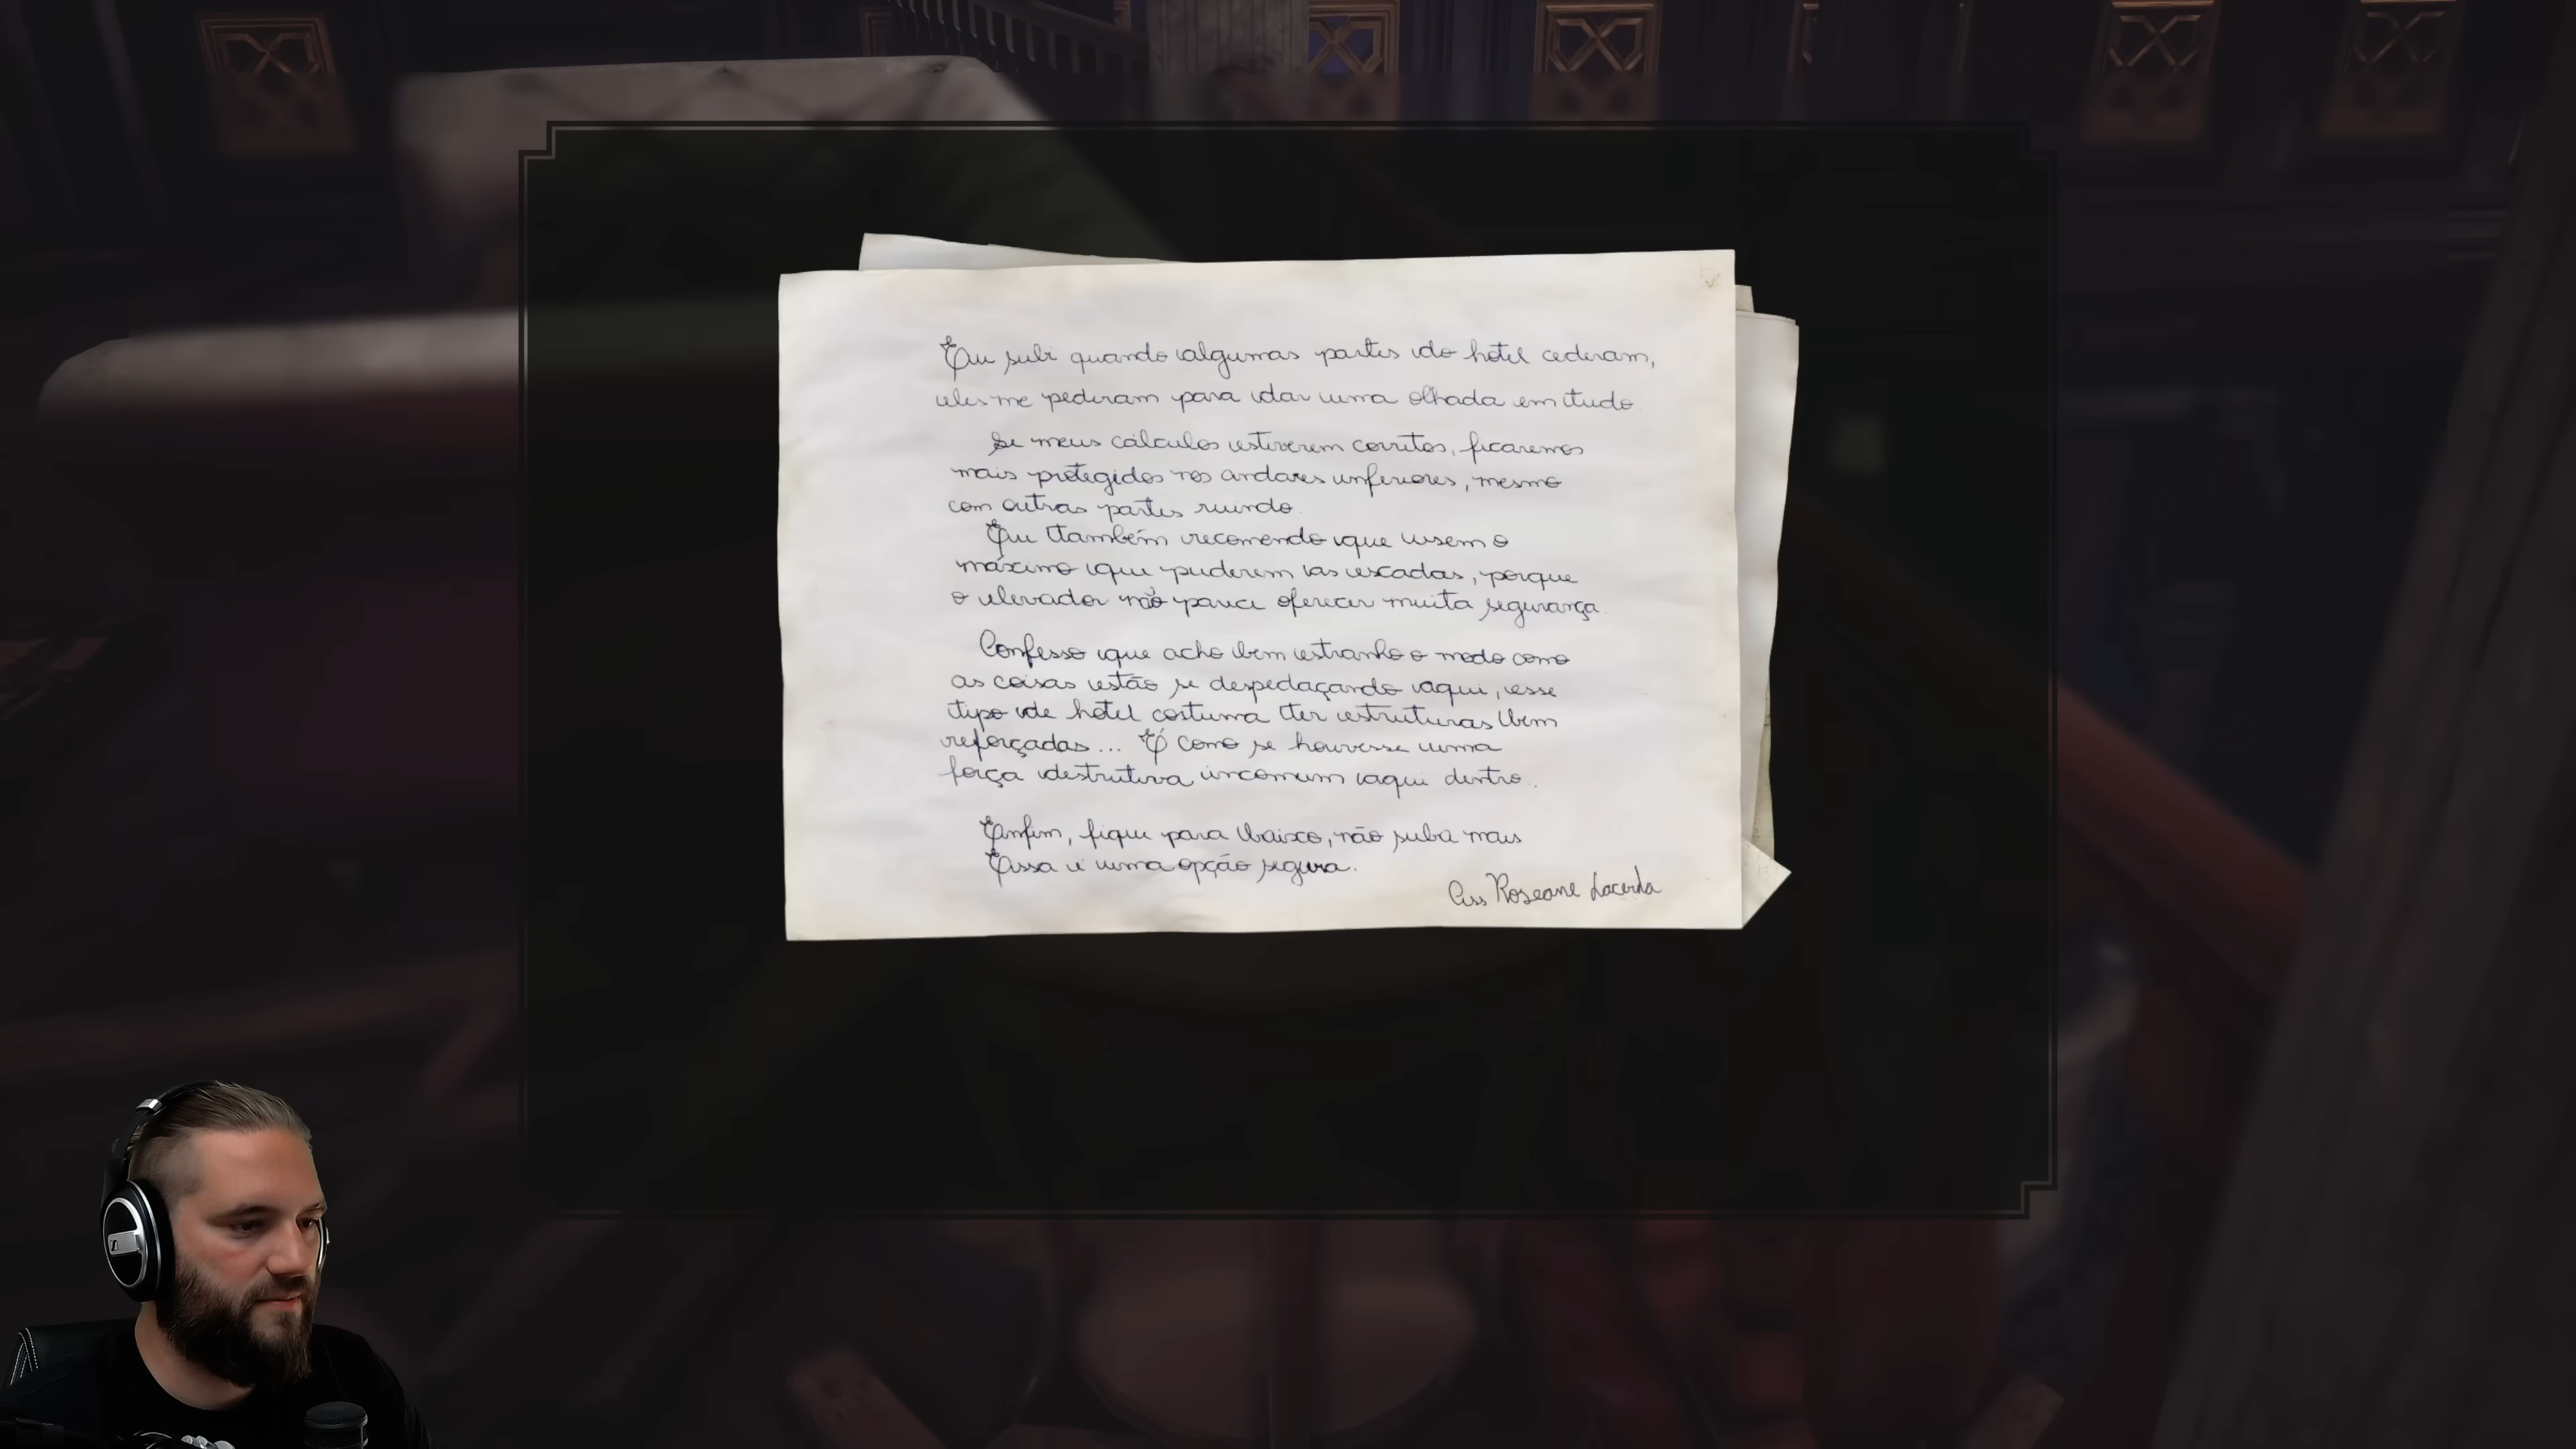 Eu subi quando algumas partes do hotel cederam,
eles me pediram para dar uma olhada em tudo.
Se meus cálculos estiverem corretos, ficaremos
mais protegidos nos andares inferiores, mesmo
com outras partes ruindo.
Eu também recomendo que usem o
máximo que puderem as escadas, porque
o elevador não parece oferecer muita segurança.
Confesso que acho bem estranho o modo como
as coisas estão se despedaçando aqui, esse
tipo de hotel costuma ter estruturas bem
reforçadas... É como se houvesse uma
força destrutiva incomum aqui dentro..
Enfim, fique para baixo, não suba mais
Essa é uma opção segura.
Ass Roseane Lacerda